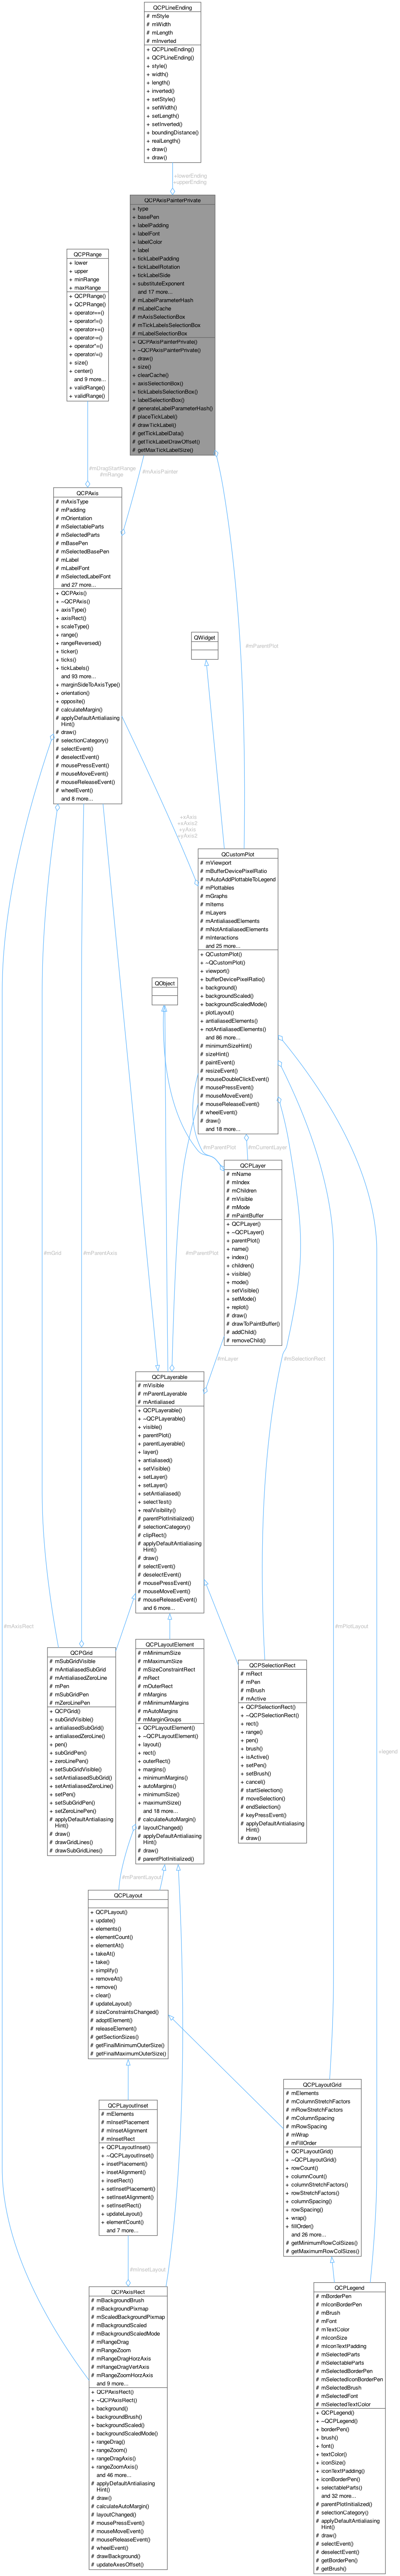 QCPLineEnding
# mStyle
# mWidth
# mLength
# mInverted
+ QCPLineEnding()
+ QCPLineEnding()
+ style()
+ width()
+ length()
+ inverted()
+ setStyle()
+ setWidth()
+ setLength()
+ setInverted()
+ boundingDistance()
+ realLength()
+ draw()
+ draw()
+lowerEnding
+upperEnding
QCPAxisPainterPrivate
+ type
+ basePen
+ labelPadding
+ labelFont
+ labelColor
+ label
+ tickLabelPadding
+ tickLabelRotation
+ tickLabelSide
+ substituteExponent
and 17 more...
# mLabelParameterHash
# mLabelCache
# mAxisSelectionBox
# mTickLabelsSelectionBox
# mLabelSelectionBox
+ QCPAxisPainterPrivate()
+ ~QCPAxisPainterPrivate()
+ draw()
+ size()
+ clearCache()
+ axisSelectionBox()
+ tickLabelsSelectionBox()
+ labelSelectionBox()
# generateLabelParameterHash()
# placeTickLabel()
# drawTickLabel()
# getTickLabelData()
# getTickLabelDrawOffset()
# getMaxTickLabelSize()
QCPRange
+ lower
+ upper
+ minRange
+ maxRange
+ QCPRange()
+ QCPRange()
+ operator==()
+ operator!=()
+ operator+=()
+ operator-=()
+ operator*=()
+ operator/=()
+ size()
+ center()
and 9 more...
+ validRange()
+ validRange()
#mDragStartRange
#mRange
#mAxisPainter
QCPAxis
# mAxisType
# mPadding
# mOrientation
# mSelectableParts
# mSelectedParts
# mBasePen
# mSelectedBasePen
# mLabel
# mLabelFont
# mSelectedLabelFont
and 27 more...
+ QCPAxis()
+ ~QCPAxis()
+ axisType()
+ axisRect()
+ scaleType()
+ range()
+ rangeReversed()
+ ticker()
+ ticks()
+ tickLabels()
and 93 more...
+ marginSideToAxisType()
+ orientation()
+ opposite()
# calculateMargin()
# applyDefaultAntialiasing
Hint()
# draw()
# selectionCategory()
# selectEvent()
# deselectEvent()
# mousePressEvent()
# mouseMoveEvent()
# mouseReleaseEvent()
# wheelEvent()
and 8 more...
QWidget
#mParentPlot
+xAxis
+xAxis2
+yAxis
+yAxis2
QCustomPlot
# mViewport
# mBufferDevicePixelRatio
# mAutoAddPlottableToLegend
# mPlottables
# mGraphs
# mItems
# mLayers
# mAntialiasedElements
# mNotAntialiasedElements
# mInteractions
and 25 more...
+ QCustomPlot()
+ ~QCustomPlot()
+ viewport()
+ bufferDevicePixelRatio()
+ background()
+ backgroundScaled()
+ backgroundScaledMode()
+ plotLayout()
+ antialiasedElements()
+ notAntialiasedElements()
and 86 more...
# minimumSizeHint()
# sizeHint()
# paintEvent()
# resizeEvent()
# mouseDoubleClickEvent()
# mousePressEvent()
# mouseMoveEvent()
# mouseReleaseEvent()
# wheelEvent()
# draw()
and 18 more...
QObject
#mParentPlot
#mCurrentLayer
QCPLayer
# mName
# mIndex
# mChildren
# mVisible
# mMode
# mPaintBuffer
+ QCPLayer()
+ ~QCPLayer()
+ parentPlot()
+ name()
+ index()
+ children()
+ visible()
+ mode()
+ setVisible()
+ setMode()
+ replot()
# draw()
# drawToPaintBuffer()
# addChild()
# removeChild()
#mGrid
#mParentAxis
#mParentPlot
#mLayer
#mSelectionRect
QCPLayerable
# mVisible
# mParentLayerable
# mAntialiased
+ QCPLayerable()
+ ~QCPLayerable()
+ visible()
+ parentPlot()
+ parentLayerable()
+ layer()
+ antialiased()
+ setVisible()
+ setLayer()
+ setLayer()
+ setAntialiased()
+ selectTest()
+ realVisibility()
# parentPlotInitialized()
# selectionCategory()
# clipRect()
# applyDefaultAntialiasing
Hint()
# draw()
# selectEvent()
# deselectEvent()
# mousePressEvent()
# mouseMoveEvent()
# mouseReleaseEvent()
and 6 more...
#mAxisRect
#mPlotLayout
+legend
QCPGrid
# mSubGridVisible
# mAntialiasedSubGrid
# mAntialiasedZeroLine
# mPen
# mSubGridPen
# mZeroLinePen
+ QCPGrid()
+ subGridVisible()
+ antialiasedSubGrid()
+ antialiasedZeroLine()
+ pen()
+ subGridPen()
+ zeroLinePen()
+ setSubGridVisible()
+ setAntialiasedSubGrid()
+ setAntialiasedZeroLine()
+ setPen()
+ setSubGridPen()
+ setZeroLinePen()
# applyDefaultAntialiasing
Hint()
# draw()
# drawGridLines()
# drawSubGridLines()
QCPLayoutElement
# mMinimumSize
# mMaximumSize
# mSizeConstraintRect
# mRect
# mOuterRect
# mMargins
# mMinimumMargins
# mAutoMargins
# mMarginGroups
+ QCPLayoutElement()
+ ~QCPLayoutElement()
+ layout()
+ rect()
+ outerRect()
+ margins()
+ minimumMargins()
+ autoMargins()
+ minimumSize()
+ maximumSize()
and 18 more...
# calculateAutoMargin()
# layoutChanged()
# applyDefaultAntialiasing
Hint()
# draw()
# parentPlotInitialized()
QCPSelectionRect
# mRect
# mPen
# mBrush
# mActive
+ QCPSelectionRect()
+ ~QCPSelectionRect()
+ rect()
+ range()
+ pen()
+ brush()
+ isActive()
+ setPen()
+ setBrush()
+ cancel()
# startSelection()
# moveSelection()
# endSelection()
# keyPressEvent()
# applyDefaultAntialiasing
Hint()
# draw()
#mParentLayout
QCPLayout
+ QCPLayout()
+ update()
+ elements()
+ elementCount()
+ elementAt()
+ takeAt()
+ take()
+ simplify()
+ removeAt()
+ remove()
+ clear()
# updateLayout()
# sizeConstraintsChanged()
# adoptElement()
# releaseElement()
# getSectionSizes()
# getFinalMinimumOuterSize()
# getFinalMaximumOuterSize()
QCPLayoutGrid
# mElements
# mColumnStretchFactors
# mRowStretchFactors
# mColumnSpacing
# mRowSpacing
# mWrap
# mFillOrder
+ QCPLayoutGrid()
+ ~QCPLayoutGrid()
+ rowCount()
+ columnCount()
+ columnStretchFactors()
+ rowStretchFactors()
+ columnSpacing()
+ rowSpacing()
+ wrap()
+ fillOrder()
and 26 more...
# getMinimumRowColSizes()
# getMaximumRowColSizes()
QCPLayoutInset
# mElements
# mInsetPlacement
# mInsetAlignment
# mInsetRect
+ QCPLayoutInset()
+ ~QCPLayoutInset()
+ insetPlacement()
+ insetAlignment()
+ insetRect()
+ setInsetPlacement()
+ setInsetAlignment()
+ setInsetRect()
+ updateLayout()
+ elementCount()
and 7 more...
#mInsetLayout
QCPAxisRect
# mBackgroundBrush
# mBackgroundPixmap
# mScaledBackgroundPixmap
# mBackgroundScaled
# mBackgroundScaledMode
# mRangeDrag
# mRangeZoom
# mRangeDragHorzAxis
# mRangeDragVertAxis
# mRangeZoomHorzAxis
and 9 more...
+ QCPAxisRect()
+ ~QCPAxisRect()
+ background()
+ backgroundBrush()
+ backgroundScaled()
+ backgroundScaledMode()
+ rangeDrag()
+ rangeZoom()
+ rangeDragAxis()
+ rangeZoomAxis()
and 46 more...
# applyDefaultAntialiasing
Hint()
# draw()
# calculateAutoMargin()
# layoutChanged()
# mousePressEvent()
# mouseMoveEvent()
# mouseReleaseEvent()
# wheelEvent()
# drawBackground()
# updateAxesOffset()
QCPLegend
# mBorderPen
# mIconBorderPen
# mBrush
# mFont
# mTextColor
# mIconSize
# mIconTextPadding
# mSelectedParts
# mSelectableParts
# mSelectedBorderPen
# mSelectedIconBorderPen
# mSelectedBrush
# mSelectedFont
# mSelectedTextColor
+ QCPLegend()
+ ~QCPLegend()
+ borderPen()
+ brush()
+ font()
+ textColor()
+ iconSize()
+ iconTextPadding()
+ iconBorderPen()
+ selectableParts()
and 32 more...
# parentPlotInitialized()
# selectionCategory()
# applyDefaultAntialiasing
Hint()
# draw()
# selectEvent()
# deselectEvent()
# getBorderPen()
# getBrush()